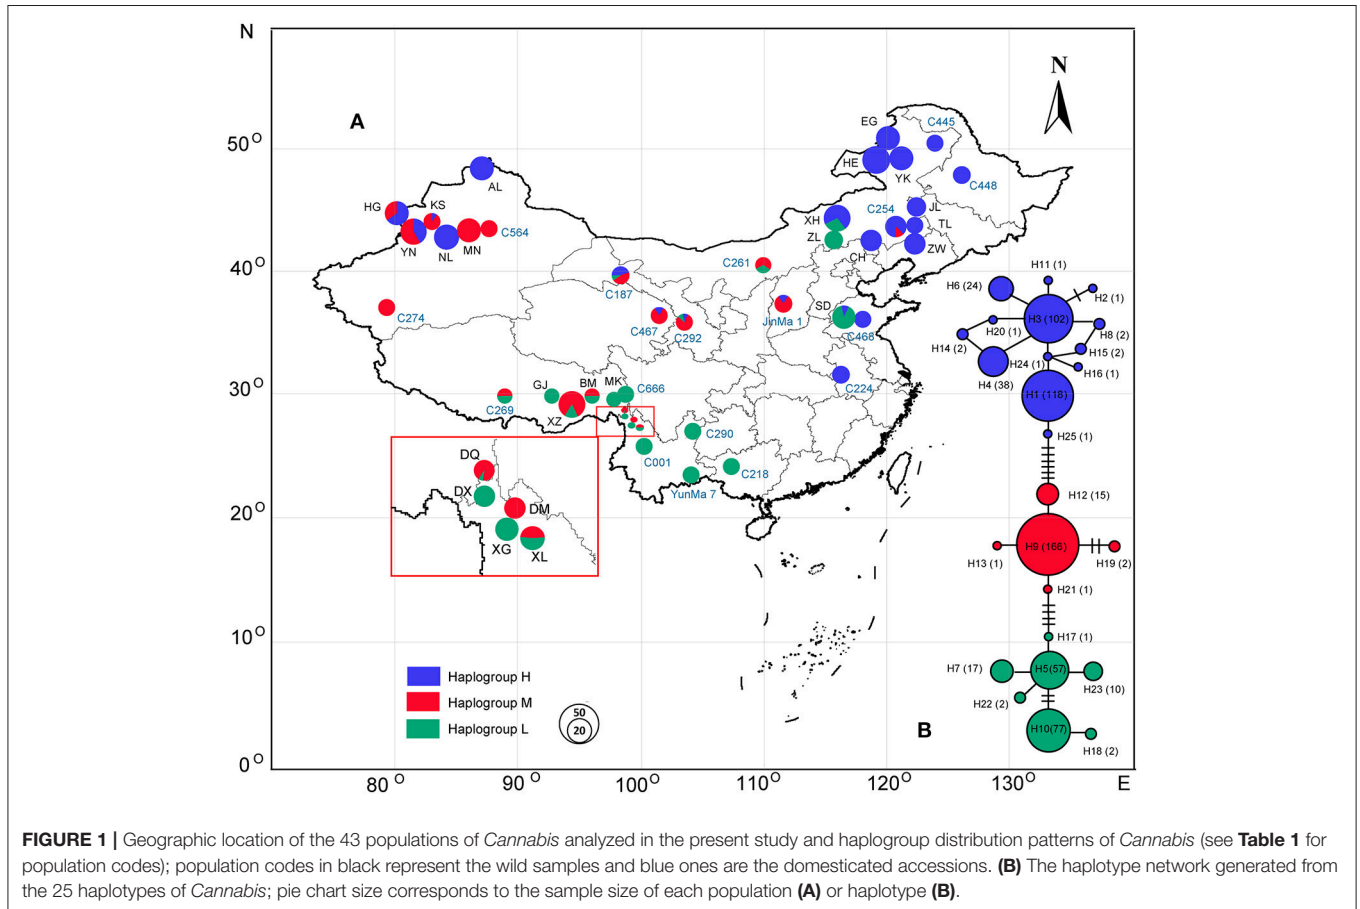 N
N
A
C445
EG
50°
HE
YK
C448
AL
KS
HG
JL
C254
XH
TL
C564
YN
MN
ZL
NL
ZW
CH
C261
40°
H11 (1)
H6 (24)
H2 (1)
C187
SD
H3 (102)
C274
JinMa 1
H20 (1)
C467
C468
H8 (2)
C292
H14 (2)
H15 (2)
H24 (1)
H16 (1)
BM
MK
C666
H4 (38)
GJ
C224
30°
H1 (118)
C269
XZ
C290
H25 (1)
DQ
C001
C218
DX
YunMa 7
H12 (15)
DM
20°
XG
XL
H9 (166)
H13 (1)
H19 (2)
H21 (1)
10°
H17 (1)
H7 (17)
H5(57)
Haplogroup H
H23 (10)
Haplogroup M
H22 (2)
50
Haplogroup L
20
B
H10(77)
H18 (2)
0°
80°
90°
100°
110°
120°
130°
E
FIGURE 1 | Geographic location of the 43 populations of Cannabis analyzed in the present study and haplogroup distribution patterns of Cannabis (see Table 1 for
population codes); population codes in black represent the wild samples and blue ones are the domesticated accessions. (B) The haplotype network generated from
the 25 haplotypes of Cannabis; pie chart size corresponds to the sample size of each population (A) or haplotype (B).